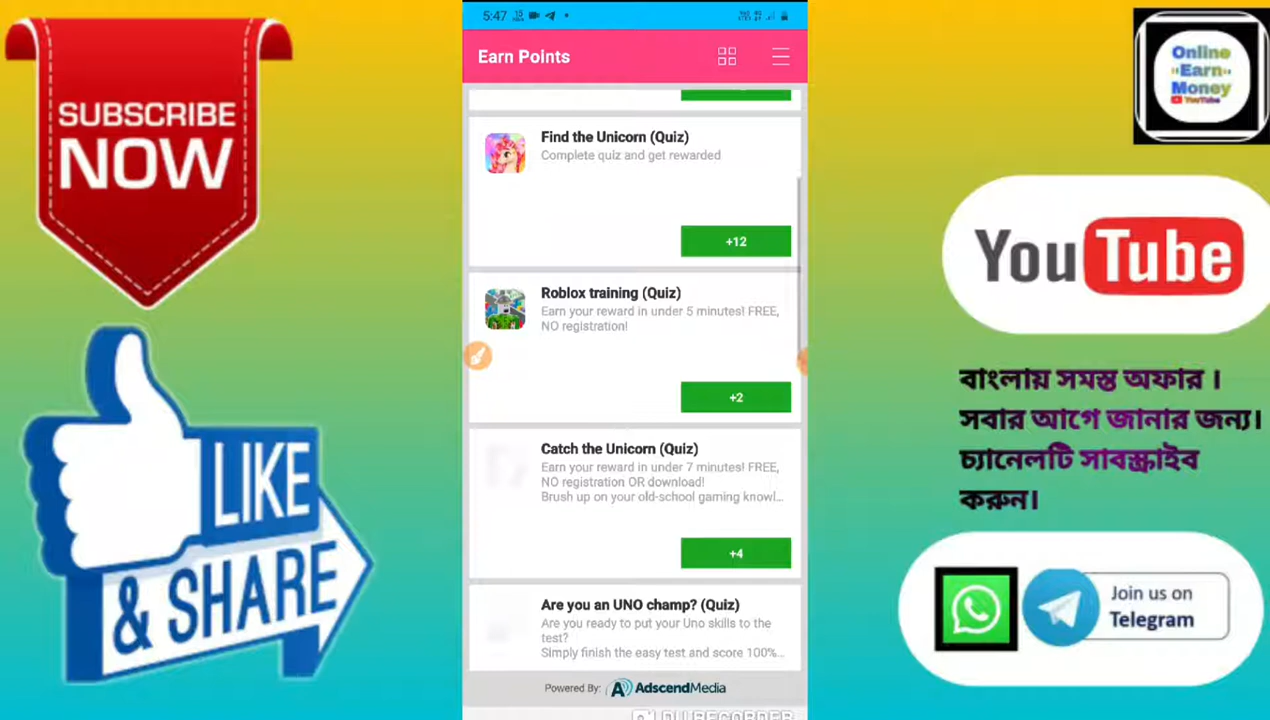 SUBSCRIBE
NOW
LIKE
& SHARE
5:47
Earn Points
Find the Unicorn (Quiz)
Complete quiz and get rewarded
+12
Roblox training (Quiz)
Earn your reward in under 5 minutes! FREE,
NO registration!
+2
Catch the Unicorn (Quiz)
Earn your reward in under 7 minutes! FREE,
NO registration OR download!
Brush up on your old-school gaming knowl...
+4
Are you an UNO champ? (Quiz)
Are you ready to put your Uno skills to the
test?
Simply finish the easy test and score 100%...
Powered By: AdscendMedia
Online
Earn
Money
YouTube
YouTube
বাংলায় সমস্ত অফার ।
সবার আগে জানার জন্য।
চ্যানেলটি সাবস্ক্রাইব
করুন।
Join us on
Telegram